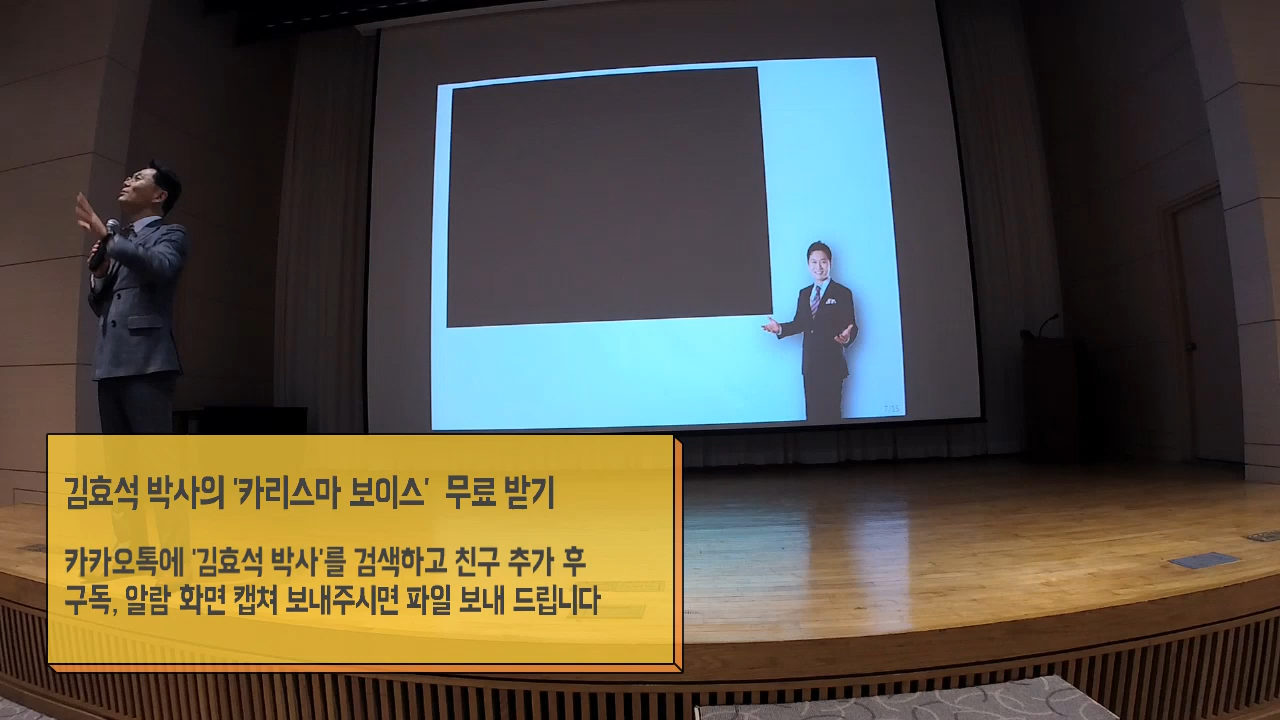 김효석 박사의 '카리스마 보이스' 무료 받기
카카오톡에 '김효석 박사'를 검색하고 친구 추가 후
구독, 알람 화면 캡쳐 보내주시면 파일 보내 드립니다